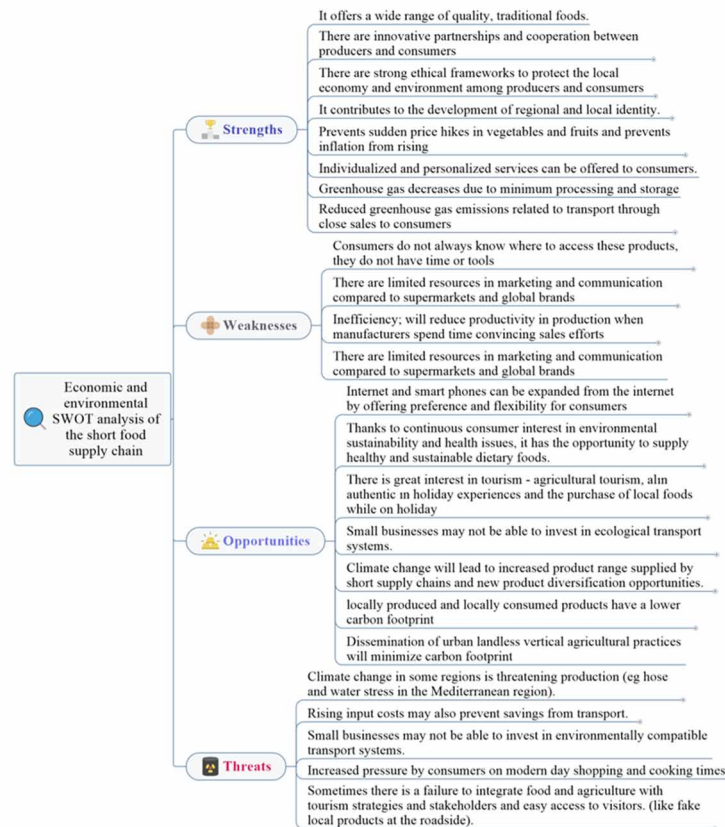 It offers a wide range of quality, traditional foods.
There are innovative partnerships and cooperation between
producers and consumers
There are strong ethical frameworks to protect the local
economy and environment among producers and consumers
It contributes to the development of regional and local identity.
Strengths
Prevents sudden price hikes in vegetables and fruits and prevents
inflation from rising
Individualized and personalized services can be offered to consumers.
Greenhouse gas decreases due to minimum processing and storage
Reduced greenhouse gas emissions related to transport through
close sales to consumers
Consumers do not always know where to access these products,
they do not have time or tools
There are limited resources in marketing and communication
compared to supermarkets and global brands
Weaknesses
Inefficiency; will reduce productivity in production when
manufacturers spend time convincing sales efforts
There are limited resources in marketing and communication
compared to supermarkets and global brands
Economic and
environmental
SWOT analysis of
the short food
supply chain
Internet and smart phones can be expanded from the internet
by offering preference and flexibility for consumers
Thanks to continuous consumer interest in environmental
sustainability and health issues, it has the opportunity to supply
healthy and sustainable dietary foods.
There is great interest in tourism - agricultural tourism, alın
authentic ın holiday experiences and the purchase of local foods
while on holiday
Opportunities
Small businesses may not be able to invest in ecological transport
systems.
Climate change will lead to increased product range supplied by
short supply chains and new product diversification opportunities.
locally produced and locally consumed products have a lower
carbon footprint
Dissemination of urban landless vertical agricultural practices
will minimize carbon footprint
Climate change in some regions is threatening production (eg hose
and water stress in the Mediterranean region).
Rising input costs may also prevent savings from transport.
Small businesses may not be able to invest in environmentally compatible
transport systems.
Threats
Increased pressure by consumers on modern day shopping and cooking times
Sometimes there is a failure to integrate food and agriculture with
tourism strategies and stakeholders and easy access to visitors. (like fake
local products at the roadside).